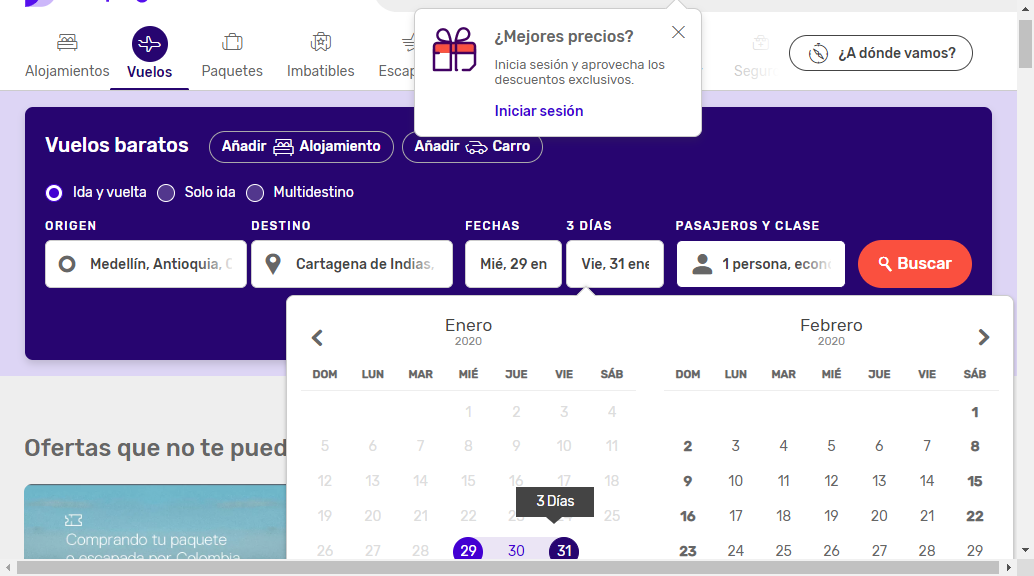 ¿Mejores precios?
Inicia sesión y aprovecha los
descuentos exclusivos.
Iniciar sesión
Alojamientos Vuelos Paquetes Imbatibles ¿A dónde vamos?
Vuelos baratos Añadir Alojamiento Añadir Carro
Ida y vuelta Solo ida Multidestino
ORIGEN DESTINO FECHAS 3 DÍAS PASAJEROS Y CLASE
Medellín, Antioquia, Cartagena de Indias, Mié, 29 en Vie, 31 ene 1 persona, econ Buscar
Enero Febrero
2020 2020
DOM LUN MAR MIÉ JUE VIE SÁB DOM LUN MAR MIÉ JUE VIE SÁB
1 2 3 4 1
5 6 7 8 9 10 11 2 3 4 5 6 7 8
12 13 14 15 16 17 18 9 10 11 12 13 14 15
3 Días
19 20 21 22 25 16 17 18 19 20 21 22
26 27 28 29 30 31 23 24 25 26 27 28 29
Ofertas que no te pued
Comprando tu paquete
o escapada por Colombia